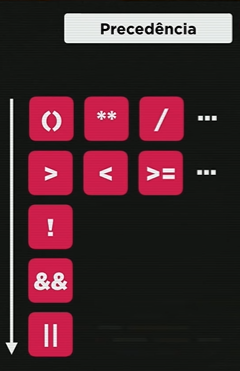 Precedência
() ** / ...
> < >= ...
!
&&
||